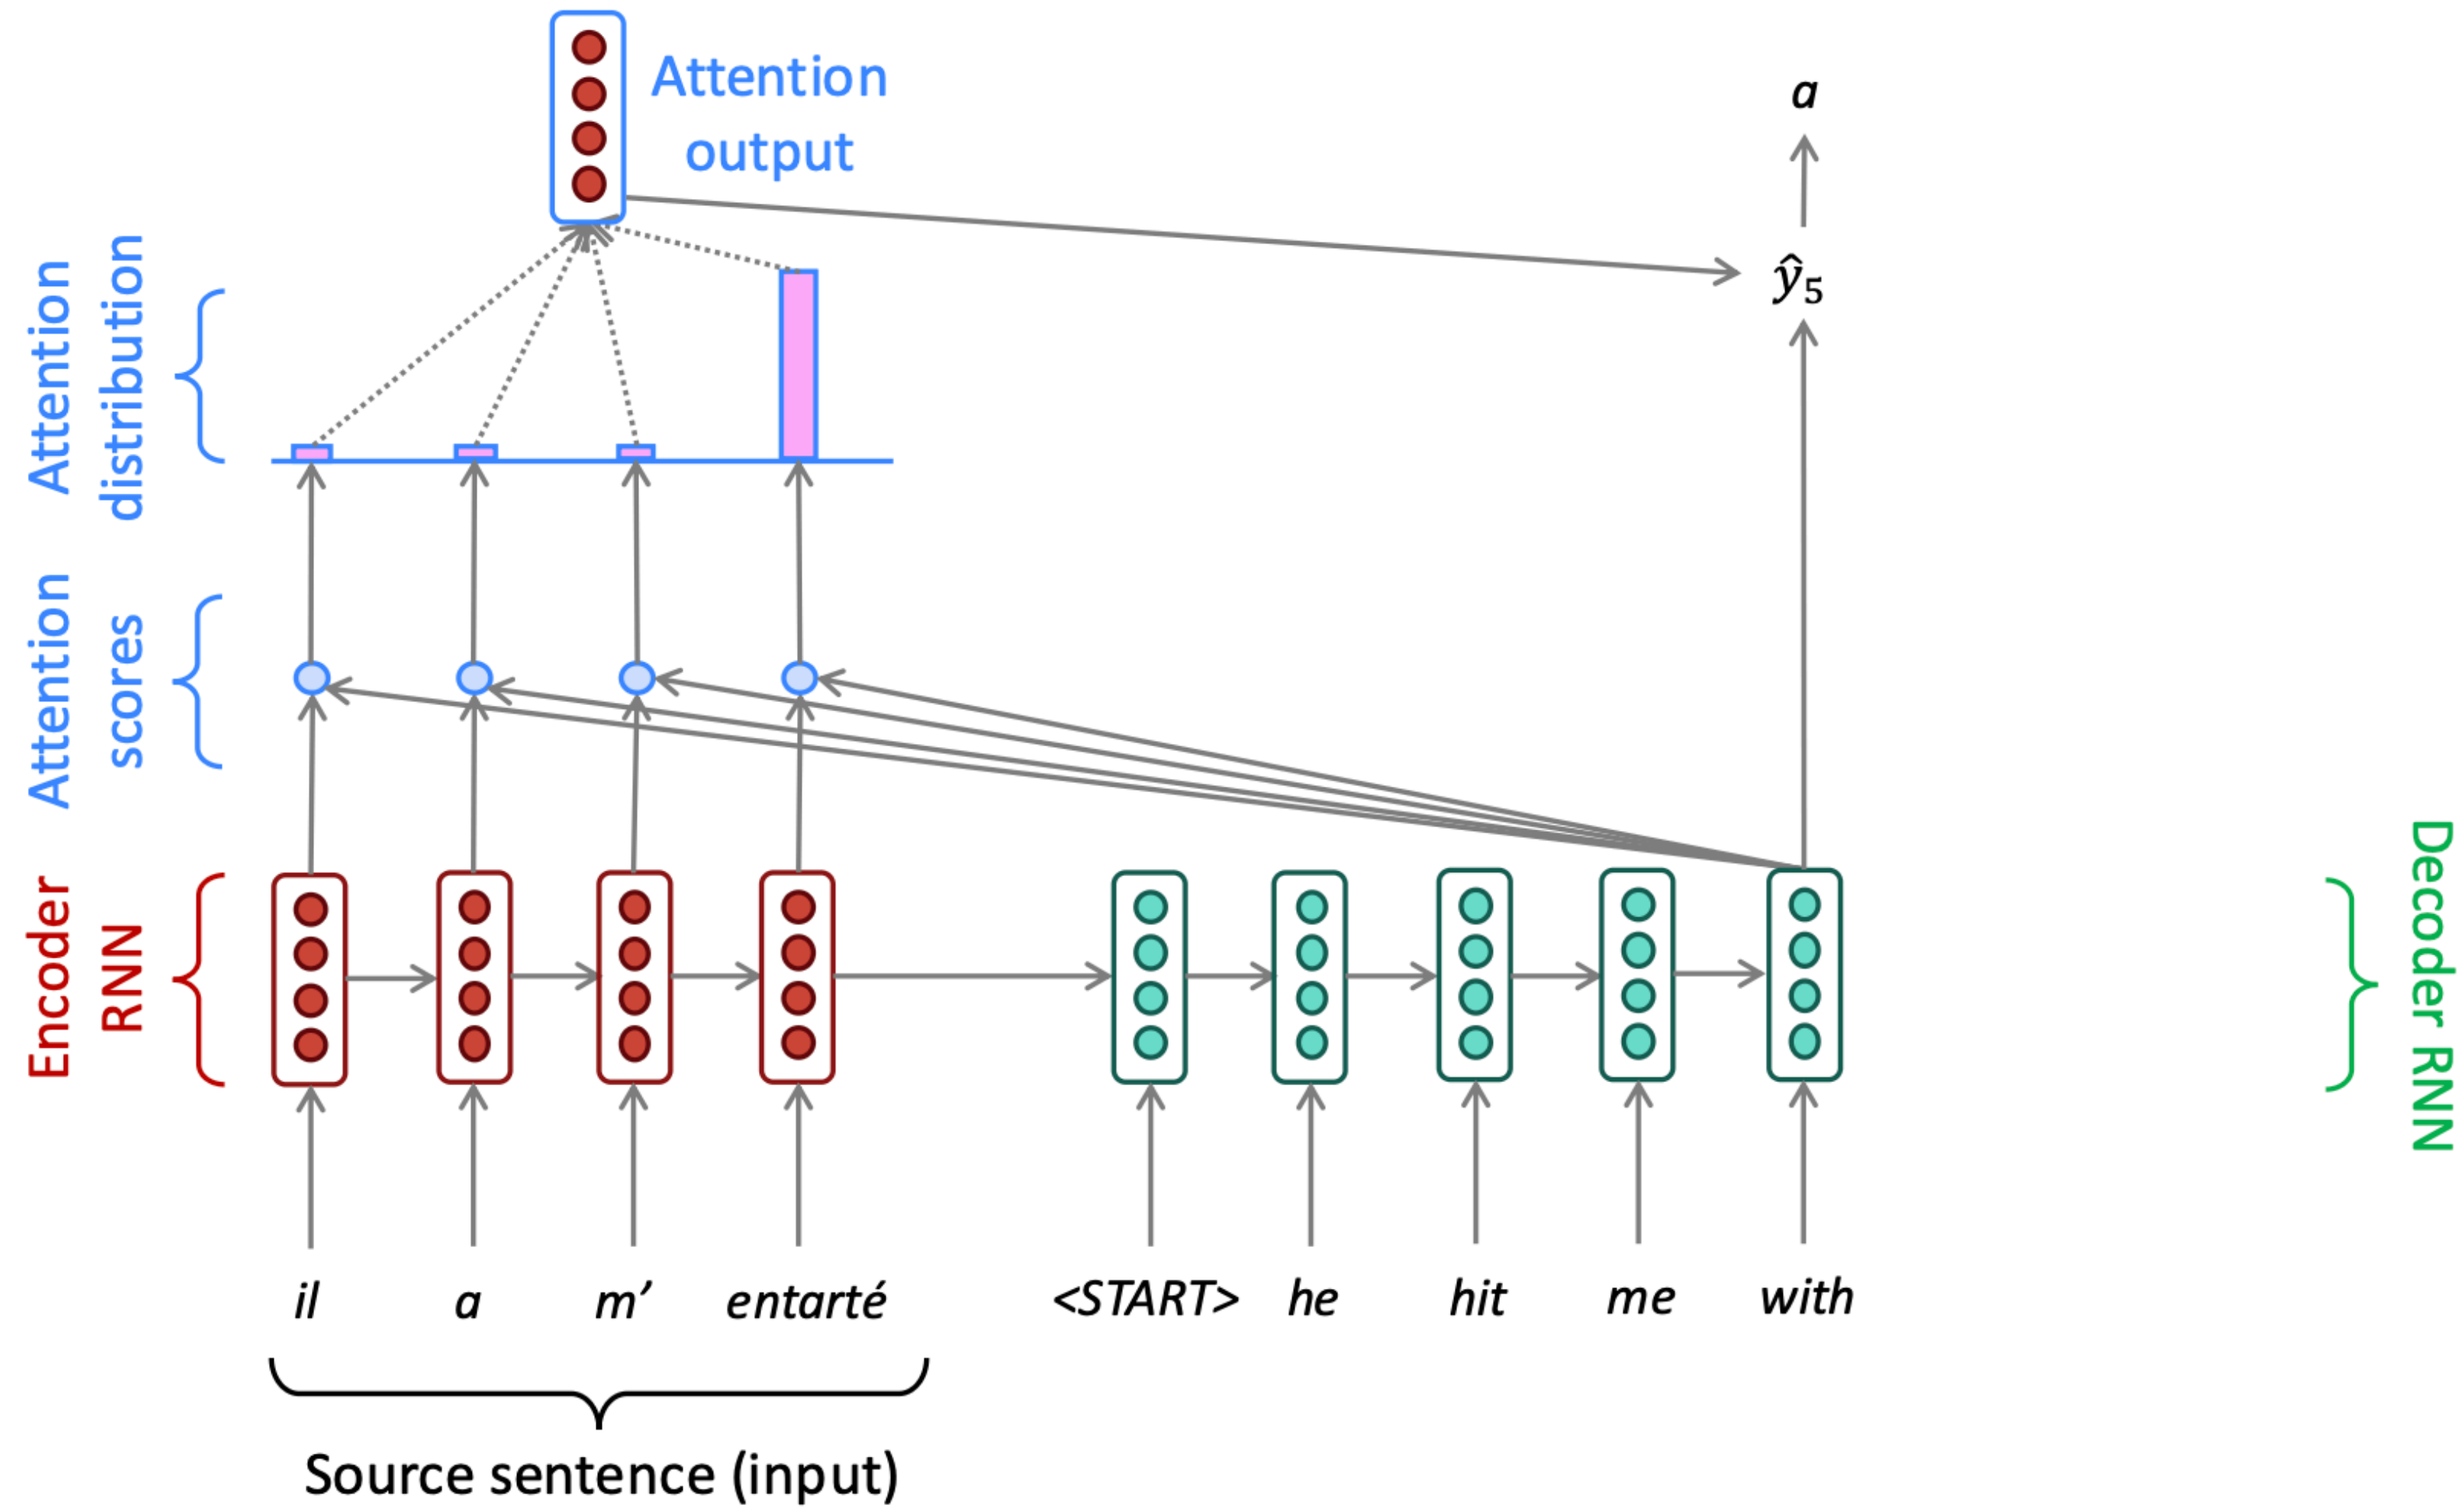 Attention
output
a
Attention
distribution
ŷ₅
Attention
scores
Encoder
RNN
Decoder RNN
il a m’ entarté <START> he hit me with
Source sentence (input)